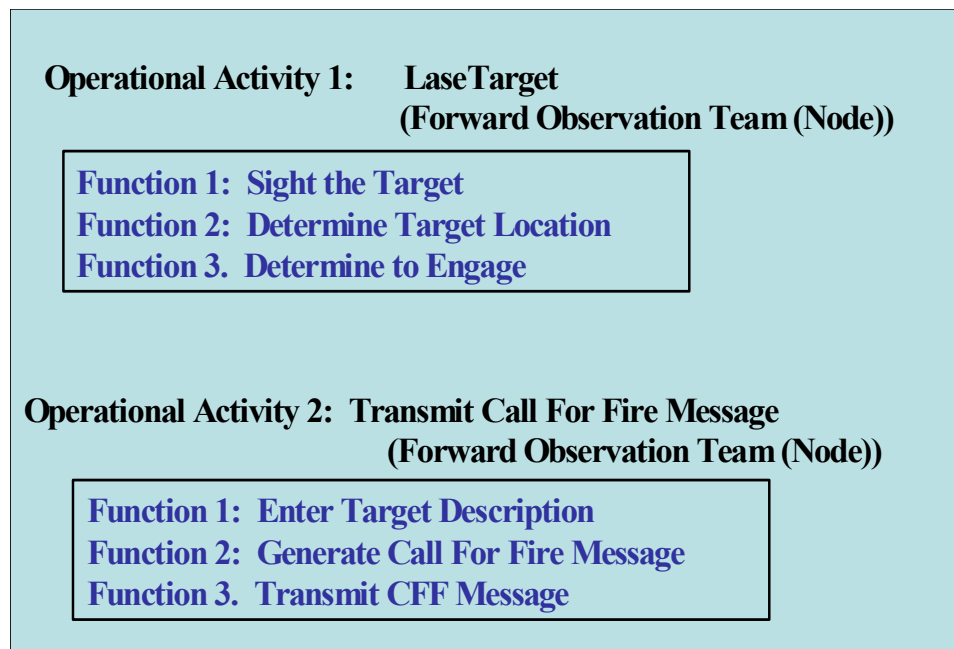 Operational Activity 1: LaseTarget
(Forward Observation Team (Node))
Function 1: Sight the Target
Function 2: Determine Target Location
Function 3. Determine to Engage
Operational Activity 2: Transmit Call For Fire Message
(Forward Observation Team (Node))
Function 1: Enter Target Description
Function 2: Generate Call For Fire Message
Function 3. Transmit CFF Message